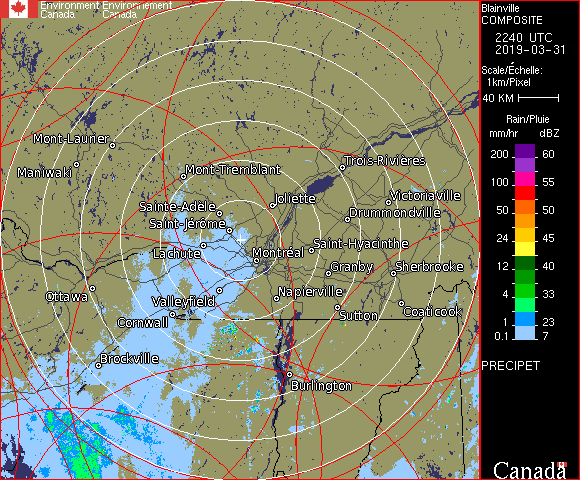 Environment Environnement
Canada Canada
Blainville
COMPOSITE
2240 UTC
2019-03-31
Scale/Échelle:
1km/Pixel
40 KM
Rain/Pluie
mm/hr dBZ
200 60
100 55
50 50
24 45
12 40
4 33
1 23
0.1 7
PRECIPET
Canada
Mont-Laurier
Maniwaki
Mont-Tremblant
Trois-Rivières
Joliette
Victoriaville
Sainte-Adèle
Drummondville
Saint-Jérôme
Saint-Hyacinthe
Lachute
Montréal
Granby
Sherbrooke
Ottawa
Valleyfield
Napierville
Coaticook
Cornwall
Sutton
Brockville
Burlington